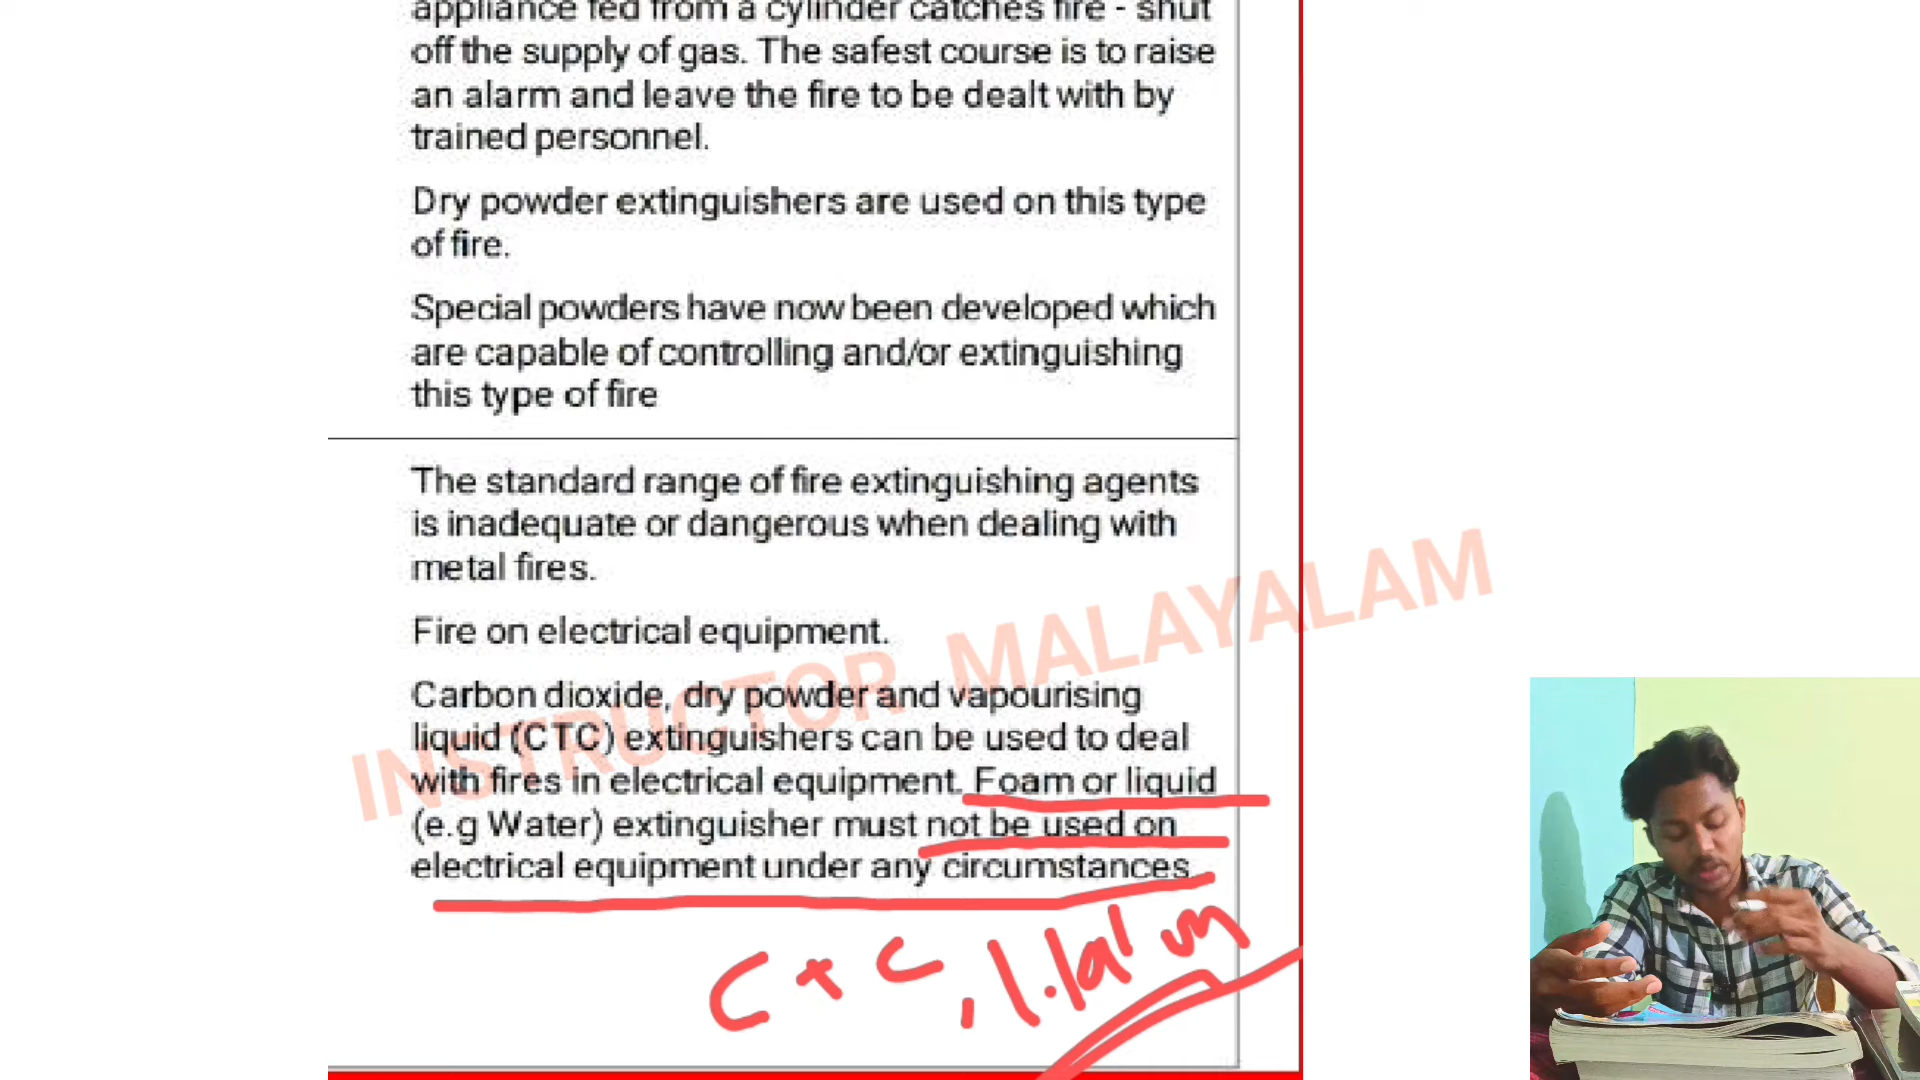 appliance fed from a cylinder catches fire - shut
off the supply of gas. The safest course is to raise
an alarm and leave the fire to be dealt with by
trained personnel.
Dry powder extinguishers are used on this type
of fire.
Special powders have now been developed which
are capable of controlling and/or extinguishing
this type of fire
The standard range of fire extinguishing agents
is inadequate or dangerous when dealing with
metal fires.
Fire on electrical equipment.
Carbon dioxide, dry powder and vapourising
liquid (CTC) extinguishers can be used to deal
with fires in electrical equipment. Foam or liquid
(e.g Water) extinguisher must not be used on
electrical equipment under any circumstances.
INSTRUCTOR MALAYALAM
CTC,